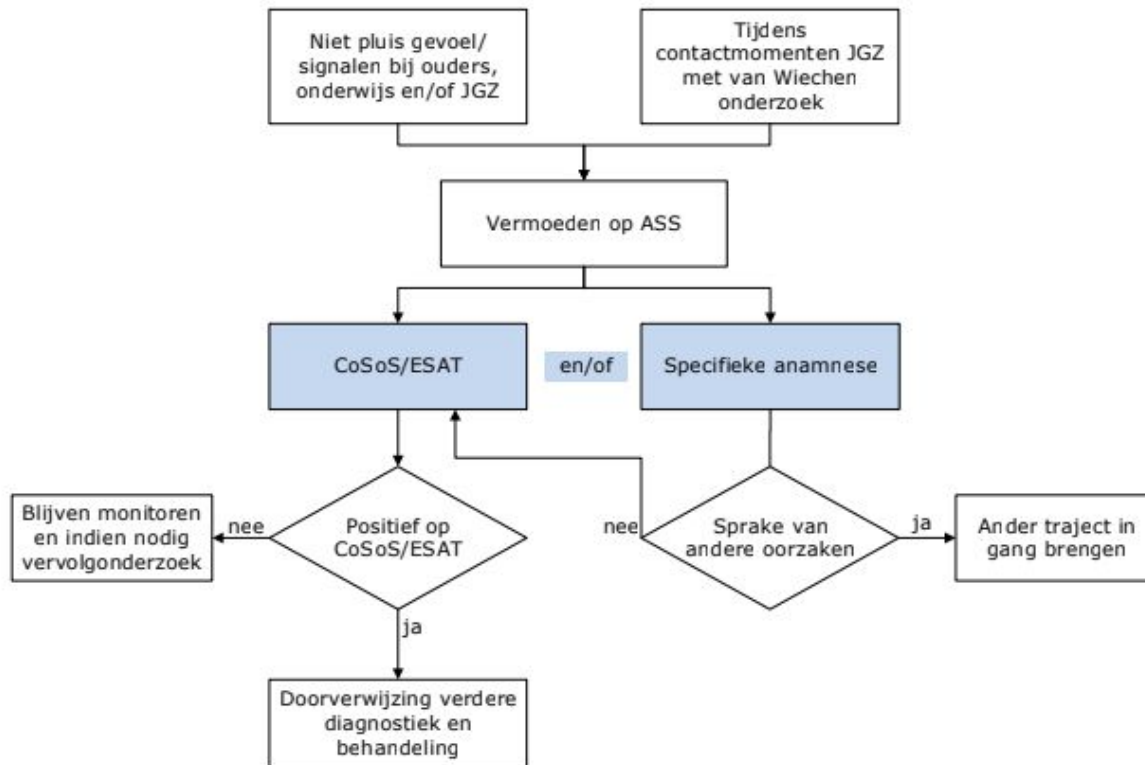 Niet pluis gevoel/
signalen bij ouders,
onderwijs en/of JGZ
Tijdens
contactmomenten JGZ
met van Wiechen
onderzoek
Vermoeden op ASS
CoSoS/ESAT
en/of
Specifieke anamnese
Blijven monitoren
en indien nodig
vervolgonderzoek
nee
Positief op
CoSoS/ESAT
nee
Sprake van
andere oorzaken
ja
Ander traject in
gang brengen
ja
Doorverwijzing verdere
diagnostiek en
behandeling